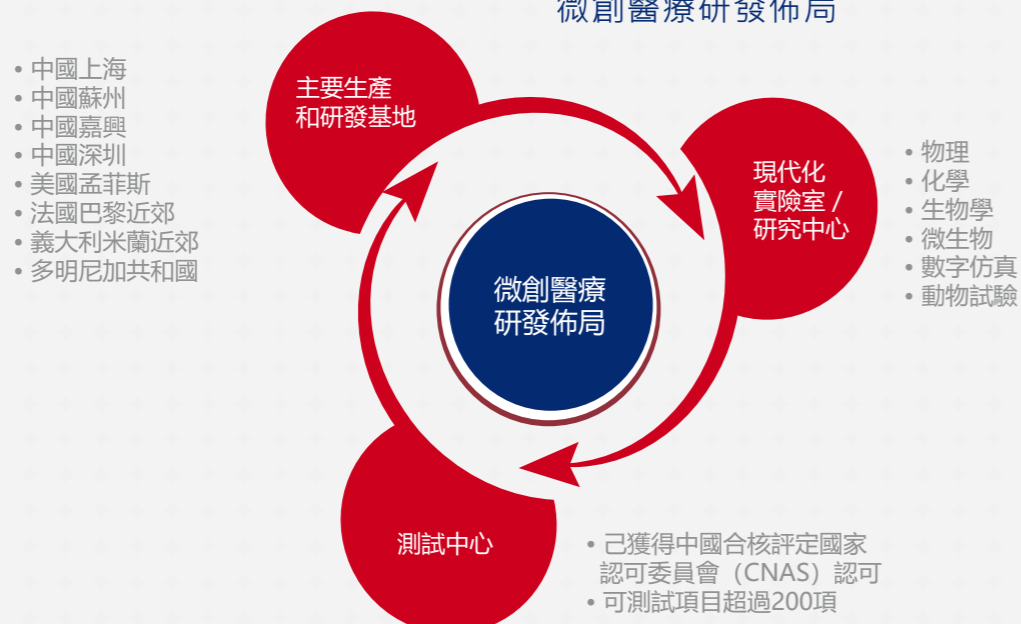 微創醫療研發佈局
• 中國上海
• 中國蘇州
• 中國嘉興
• 中國深圳
• 美國孟菲斯
• 法國巴黎近郊
• 義大利米蘭近郊
• 多明尼加共和國
主要生產
和研發基地
現代化
實驗室 /
研究中心
• 物理
• 化學
• 生物學
• 微生物
• 數字仿真
• 動物試驗
微創醫療
研發佈局
測試中心
• 己獲得中國合核評定國家
認可委員會（CNAS）認可
• 可測試項目超過200項